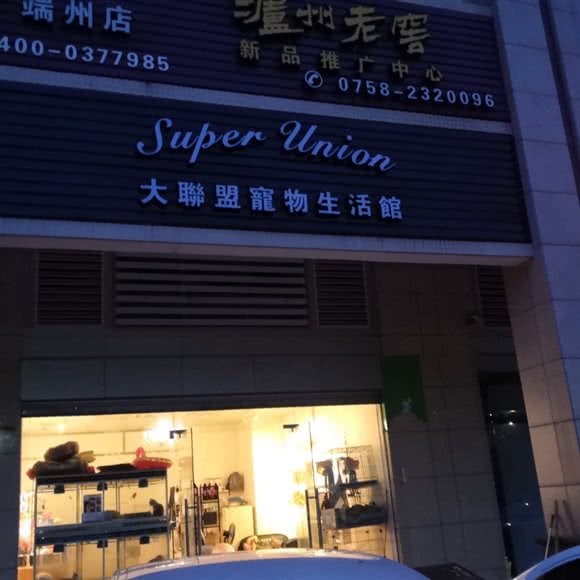 端州店
400-0377985
泸州老窖
新品推广中心
✆ 0758-2320096
Super Union
大聯盟寵物生活館